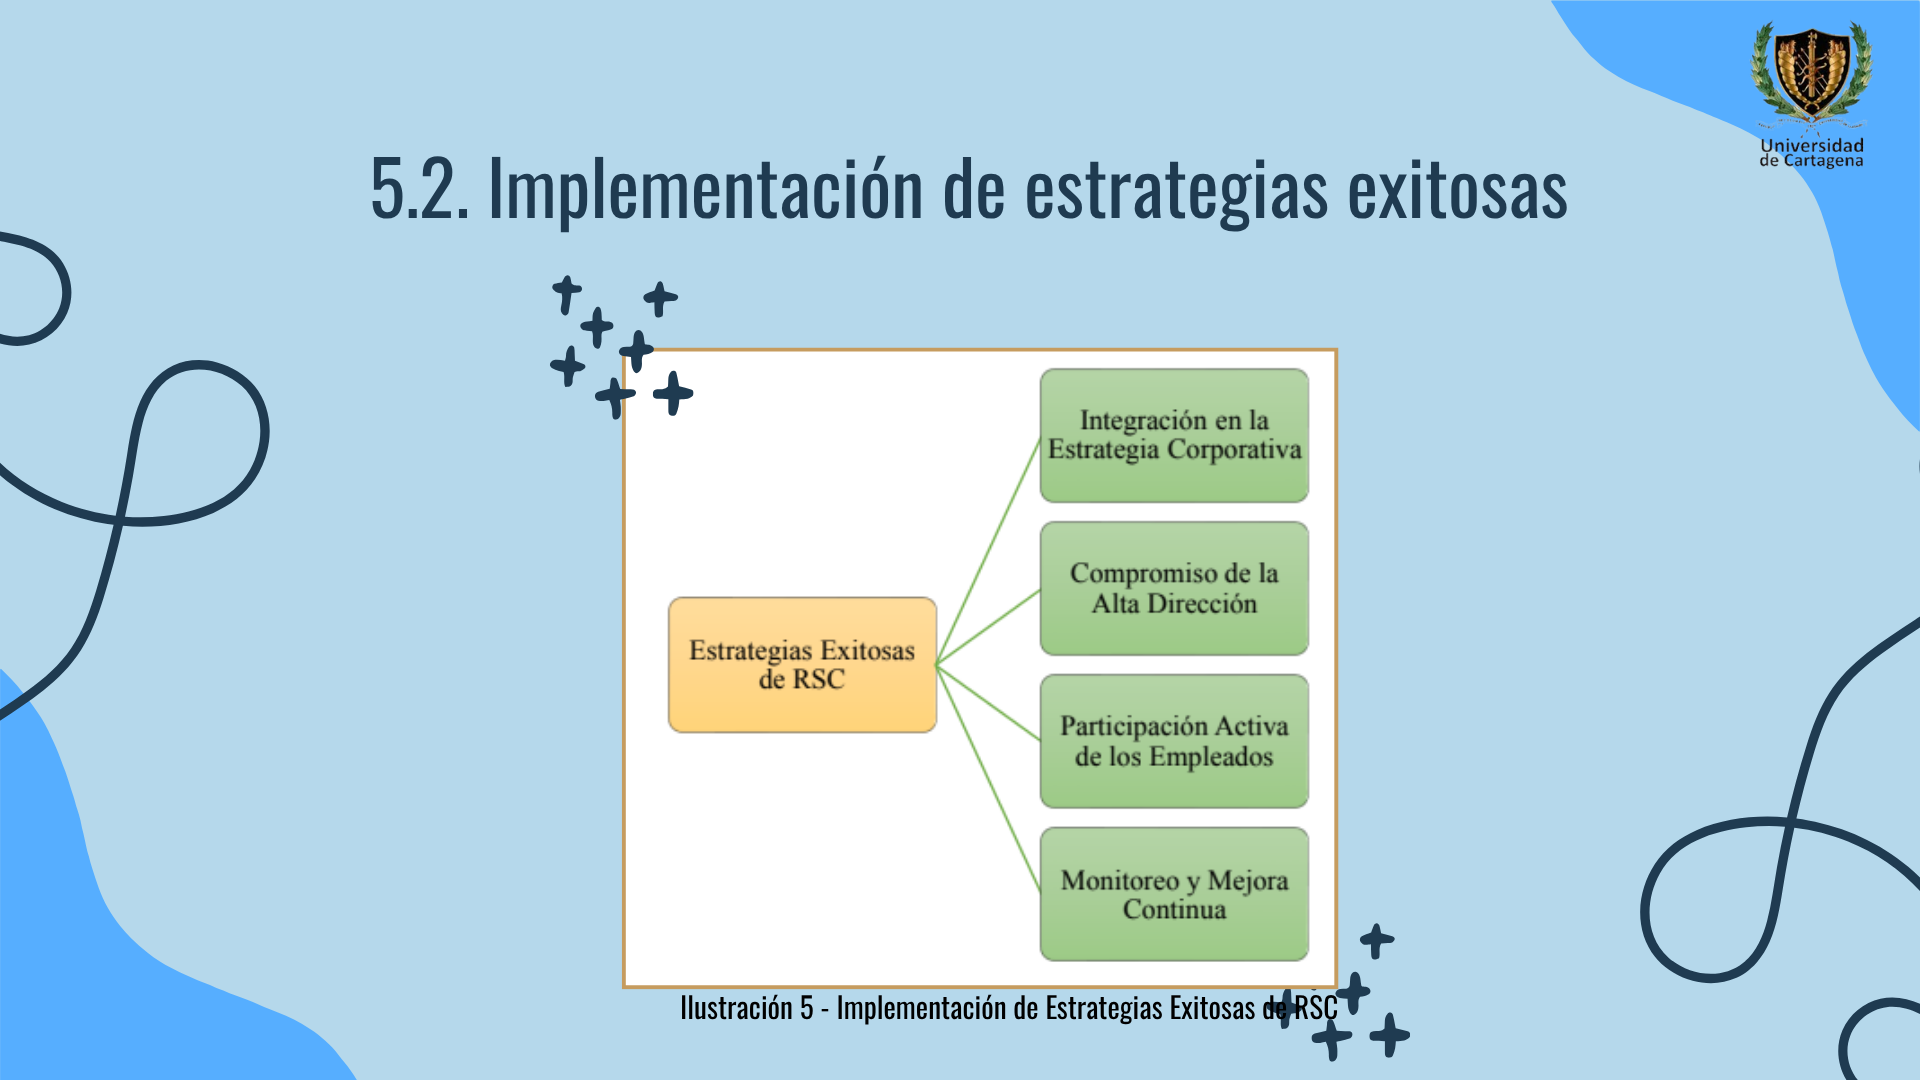 Universidad
de Cartagena
5.2. Implementación de estrategias exitosas
Estrategias Exitosas
de RSC
Integración en la
Estrategia Corporativa
Compromiso de la
Alta Dirección
Participación Activa
de los Empleados
Monitoreo y Mejora
Continua
Ilustración 5 - Implementación de Estrategias Exitosas de RSC